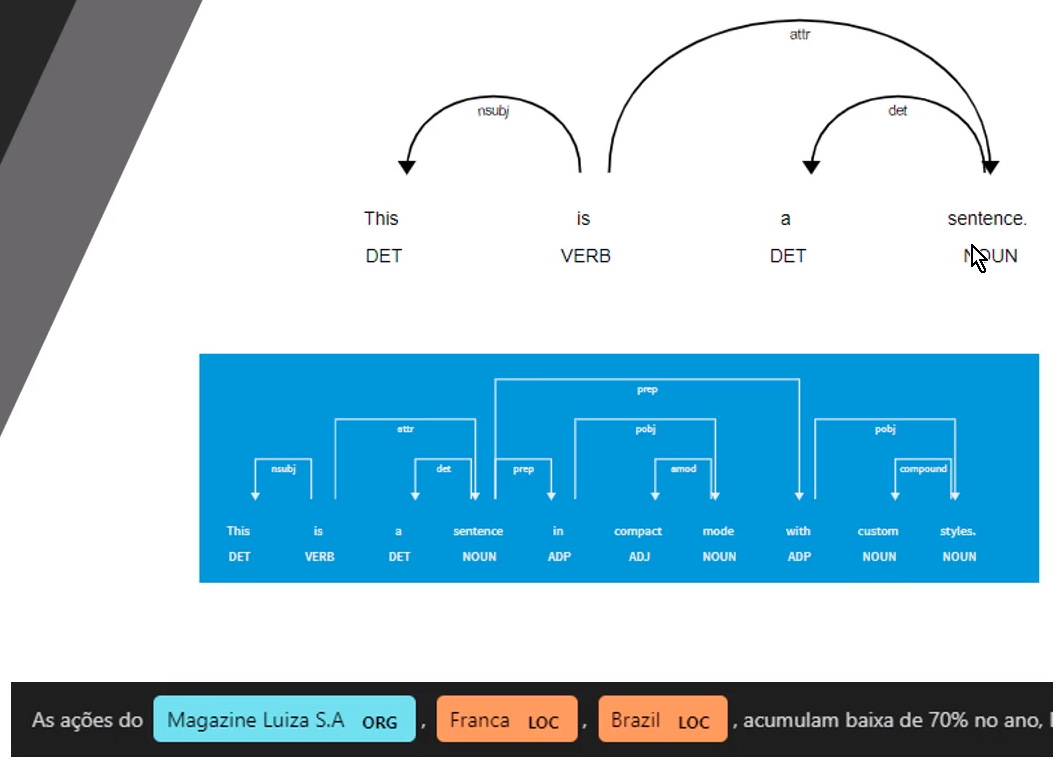 attr
nsubj det
This is a sentence.
DET VERB DET NOUN
prep
attr pobj pobj
nsubj det prep amod compound
This is a sentence in compact mode with custom styles.
DET VERB DET NOUN ADP ADJ NOUN ADP NOUN NOUN
As ações do Magazine Luiza S.A ORG , Franca LOC , Brazil LOC , acumulam baixa de 70% no ano,